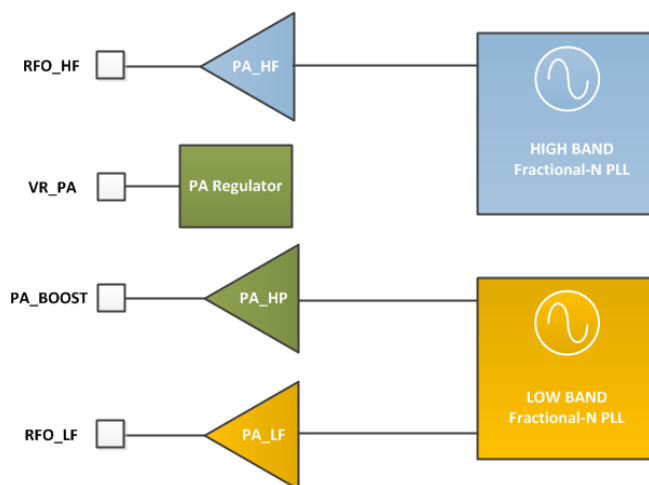 RFO_HF
PA_HF
HIGH BAND
Fractional-N PLL
VR_PA
PA Regulator
PA_BOOST
PA_HP
LOW BAND
Fractional-N PLL
RFO_LF
PA_LF